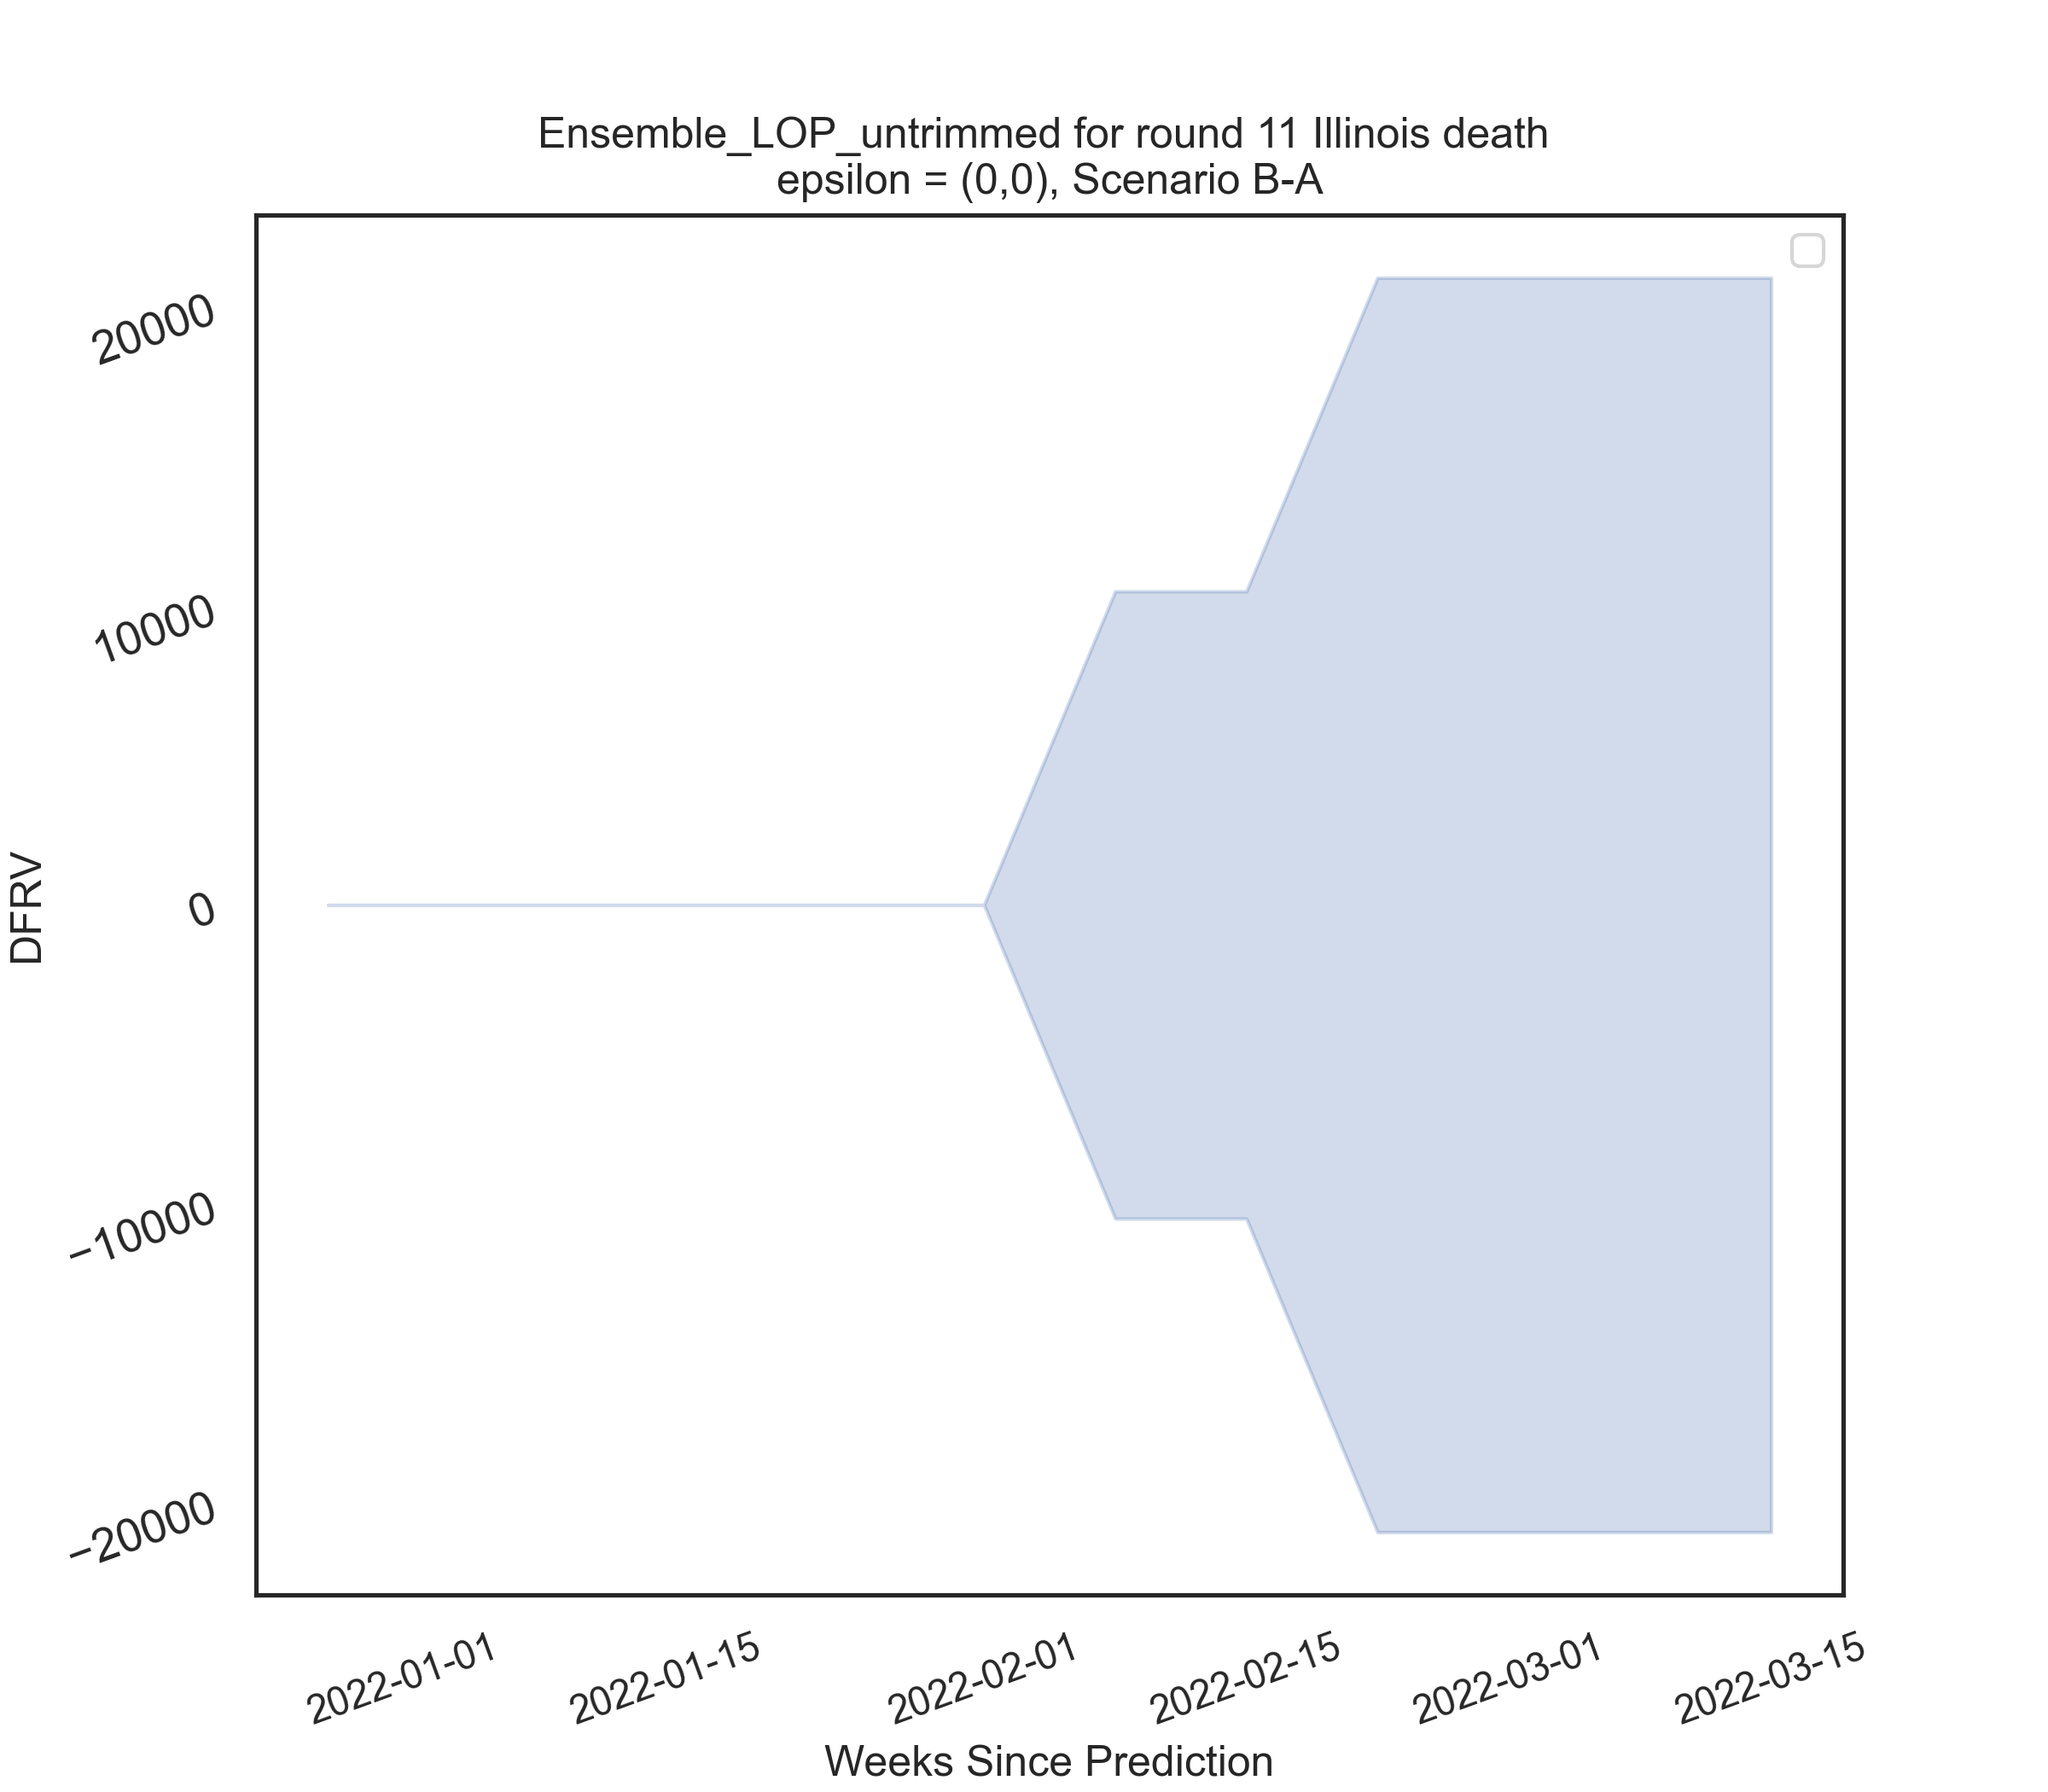 Ensemble_LOP_untrimmed for round 11 Illinois death
epsilon = (0,0), Scenario B-A
20000
10000
0
−10000
−20000
DFRV
2022-01-01
2022-01-15
2022-02-01
2022-02-15
2022-03-01
2022-03-15
Weeks Since Prediction